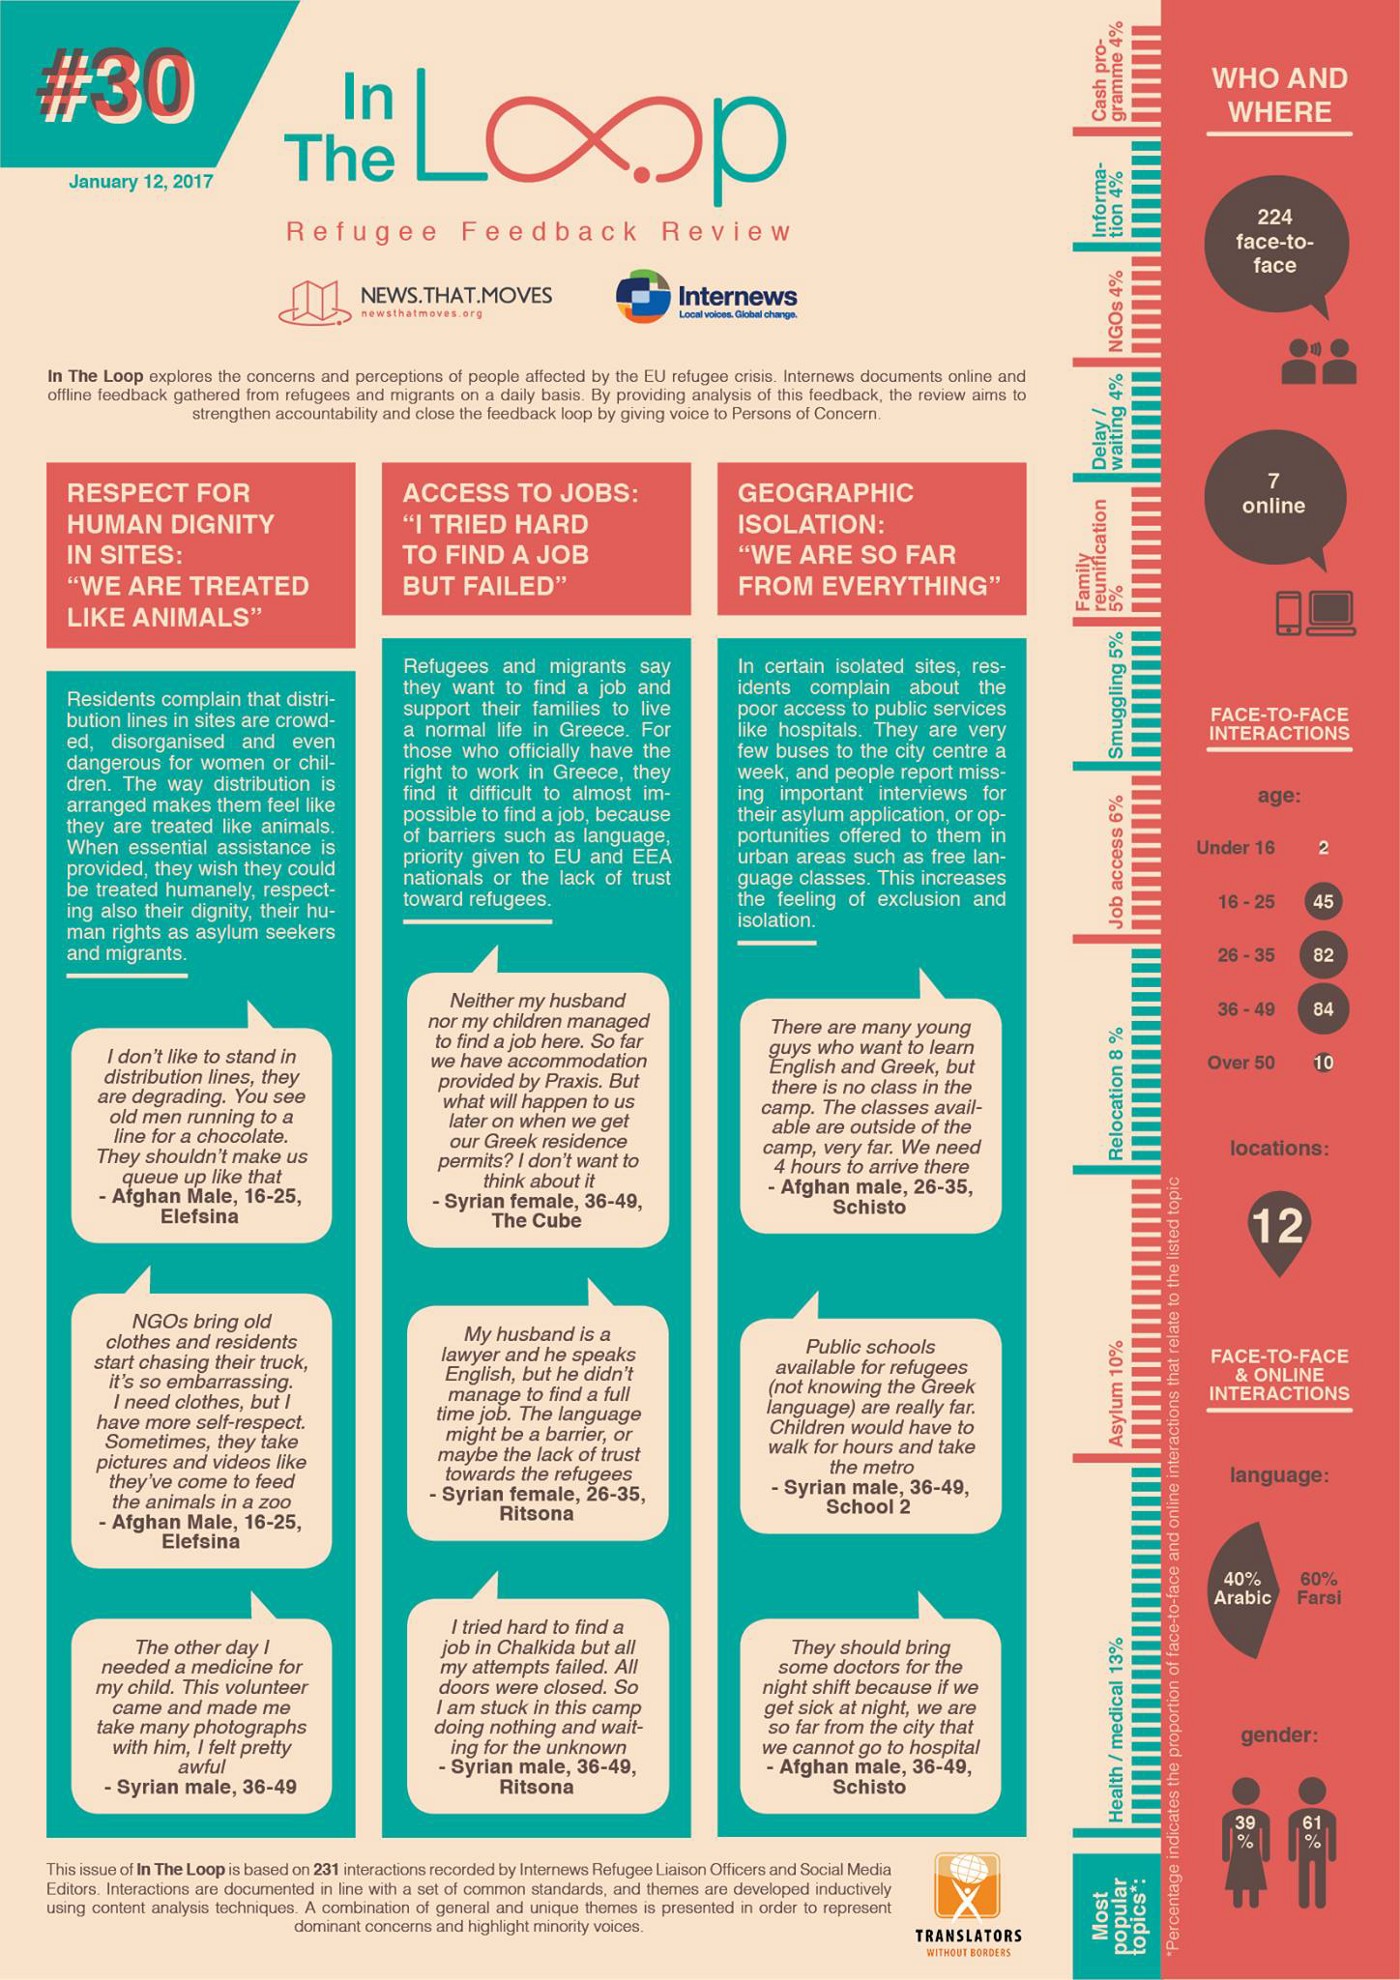 #30
January 12, 2017
In
The Loop
Refugee Feedback Review
NEWS.THAT.MOVES
newsthatmoves.org
Internews
Local voices. Global change.
In The Loop explores the concerns and perceptions of people affected by the EU refugee crisis. Internews documents online and
offline feedback gathered from refugees and migrants on a daily basis. By providing analysis of this feedback, the review aims to
strengthen accountability and close the feedback loop by giving voice to Persons of Concern.
RESPECT FOR
HUMAN DIGNITY
IN SITES:
“WE ARE TREATED
LIKE ANIMALS”
Residents complain that distri-
bution lines in sites are crowd-
ed, disorganised and even
dangerous for women or chil-
dren. The way distribution is
arranged makes them feel like
they are treated like animals.
When essential assistance is
provided, they wish they could
be treated humanely, respect-
ing also their dignity, their hu-
man rights as asylum seekers
and migrants.
I don’t like to stand in
distribution lines, they
are degrading. You see
old men running to a
line for a chocolate.
They shouldn’t make us
queue up like that
- Afghan Male, 16-25,
Elefsina
NGOs bring old
clothes and residents
start chasing their truck,
it’s so embarrassing.
I need clothes, but I
have more self-respect.
Sometimes, they take
pictures and videos like
they’ve come to feed
the animals in a zoo
- Afghan Male, 16-25,
Elefsina
The other day I
needed a medicine for
my child. This volunteer
came and made me
take many photographs
with him, I felt pretty
awful
- Syrian male, 36-49
ACCESS TO JOBS:
“I TRIED HARD
TO FIND A JOB
BUT FAILED”
Refugees and migrants say
they want to find a job and
support their families to live
a normal life in Greece. For
those who officially have the
right to work in Greece, they
find it difficult to almost im-
possible to find a job, because
of barriers such as language,
priority given to EU and EEA
nationals or the lack of trust
toward refugees.
Neither my husband
nor my children managed
to find a job here. So far
we have accommodation
provided by Praxis. But
what will happen to us
later on when we get
our Greek residence
permits? I don’t want to
think about it
- Syrian female, 36-49,
The Cube
My husband is a
lawyer and he speaks
English, but he didn’t
manage to find a full
time job. The language
might be a barrier, or
maybe the lack of trust
towards the refugees
- Syrian female, 26-35,
Ritsona
I tried hard to find a
job in Chalkida but all
my attempts failed. All
doors were closed. So
I am stuck in this camp
doing nothing and wait-
ing for the unknown
- Syrian male, 36-49,
Ritsona
GEOGRAPHIC
ISOLATION:
“WE ARE SO FAR
FROM EVERYTHING”
In certain isolated sites, res-
idents complain about the
poor access to public services
like hospitals. They are very
few buses to the city centre a
week, and people report miss-
ing important interviews for
their asylum application, or op-
portunities offered to them in
urban areas such as free lan-
guage classes. This increases
the feeling of exclusion and
isolation.
There are many young
guys who want to learn
English and Greek, but
there is no class in the
camp. The classes avail-
able are outside of the
camp, very far. We need
4 hours to arrive there
- Afghan male, 26-35,
Schisto
Public schools
available for refugees
(not knowing the Greek
language) are really far.
Children would have to
walk for hours and take
the metro
- Syrian male, 36-49,
School 2
They should bring
some doctors for the
night shift because if we
get sick at night, we are
so far from the city that
we cannot go to hospital
- Afghan male, 36-49,
Schisto
This issue of In The Loop is based on 231 interactions recorded by Internews Refugee Liaison Officers and Social Media
Editors. Interactions are documented in line with a set of common standards, and themes are developed inductively
using content analysis techniques. A combination of general and unique themes is presented in order to represent
dominant concerns and highlight minority voices.
TRANSLATORS
WITHOUT BORDERS
Cash pro-
gramme 4%
Informa-
tion 4%
NGOs 4%
Delay /
waiting 4%
Family
reunification
5%
Smuggling 5%
Job access 6%
Relocation 8 %
Asylum 10%
Health / medical 13%
Most
popular
topics*:
*Percentage indicates the proportion of face-to-face and online interactions that relate to the listed topic
WHO AND
WHERE
224
face-to-
face
7
online
FACE-TO-FACE
INTERACTIONS
age:
Under 16 2
16 - 25 45
26 - 35 82
36 - 49 84
Over 50 10
locations:
12
FACE-TO-FACE
& ONLINE
INTERACTIONS
language:
40%
Arabic
60%
Farsi
gender:
39
%
61
%